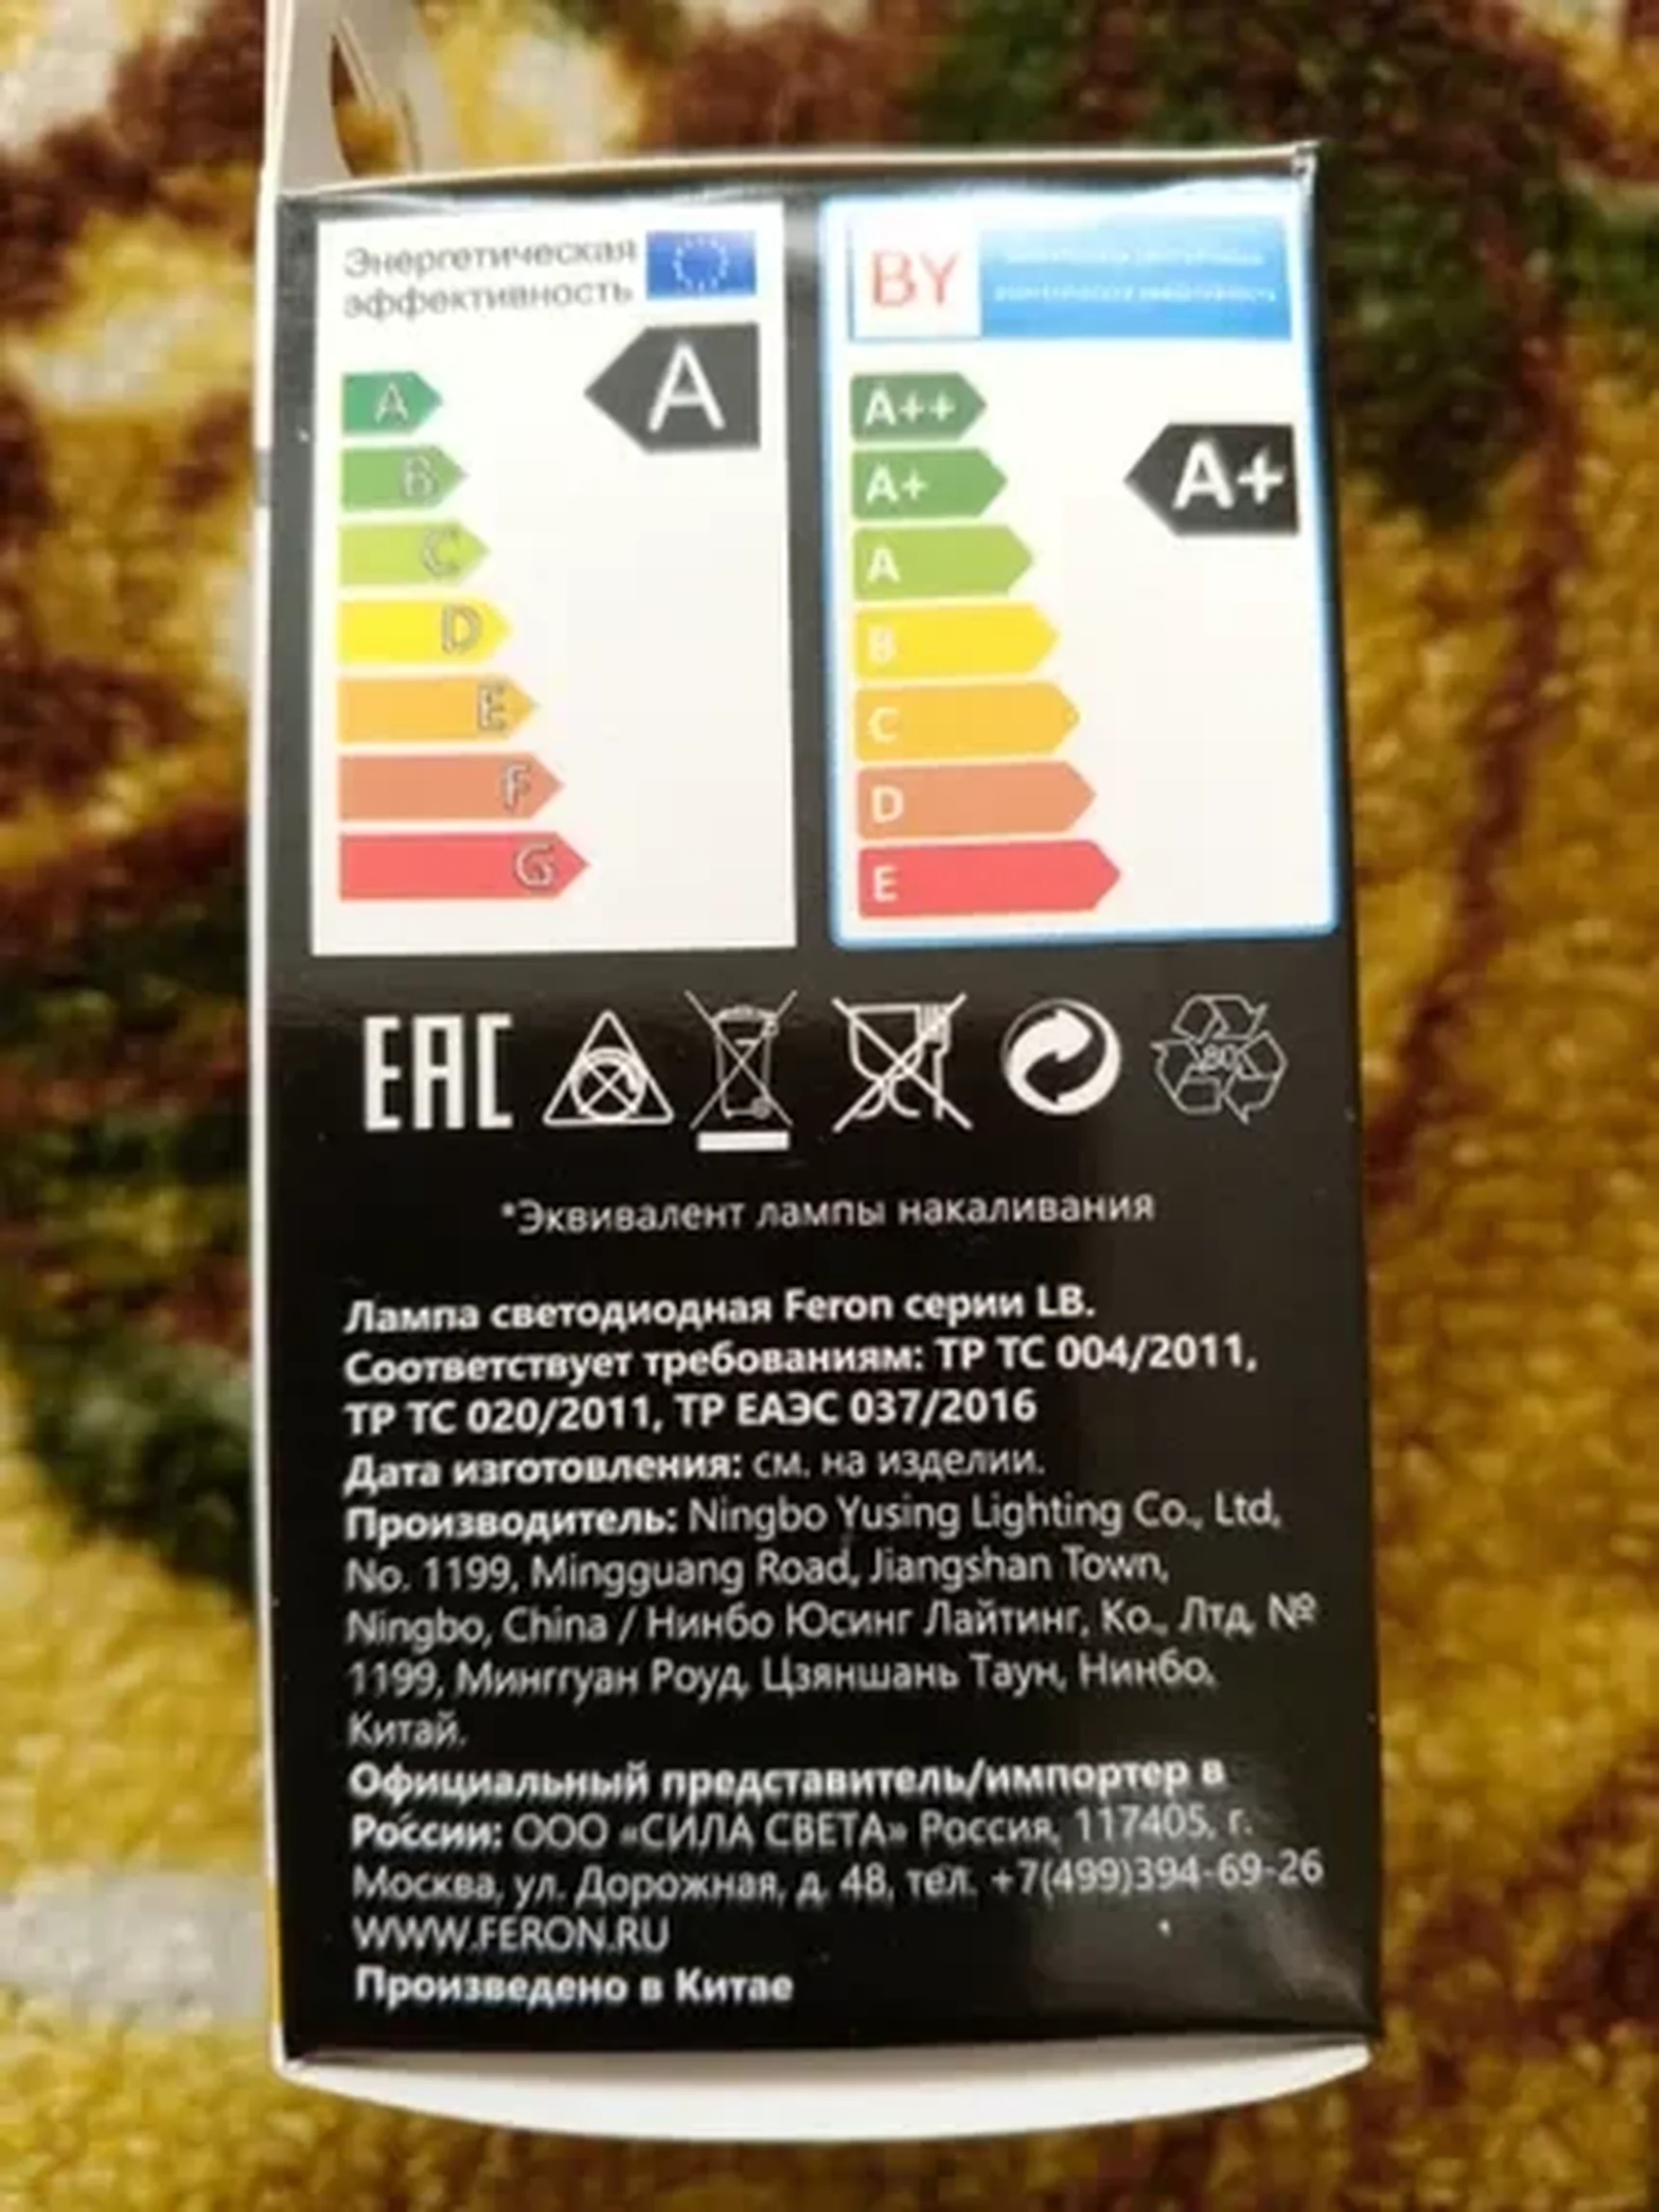 Энергетическая
эффективность
A
A
B
C
D
E
F
G
BY
A++
A+
A+
A
B
C
D
E
EAC
80
*Эквивалент лампы накаливания
Лампа светодиодная Feron серии LB.
Соответствует требованиям: ТР ТС 004/2011,
ТР ТС 020/2011, ТР ЕАЭС 037/2016
Дата изготовления: см. на изделии.
Производитель: Ningbo Yusing Lighting Co., Ltd,
No. 1199, Mingguang Road, Jiangshan Town,
Ningbo, China / Нинбо Юсинг Лайтинг, Ко., Лтд, №
1199, Минггуан Роуд, Цзяншань Таун, Нинбо,
Китай.
Официальный представитель/импортер в
России: ООО «СИЛА СВЕТА» Россия, 117405, г.
Москва, ул. Дорожная, д. 48, тел. +7(499)394-69-26
WWW.FERON.RU
Произведено в Китае